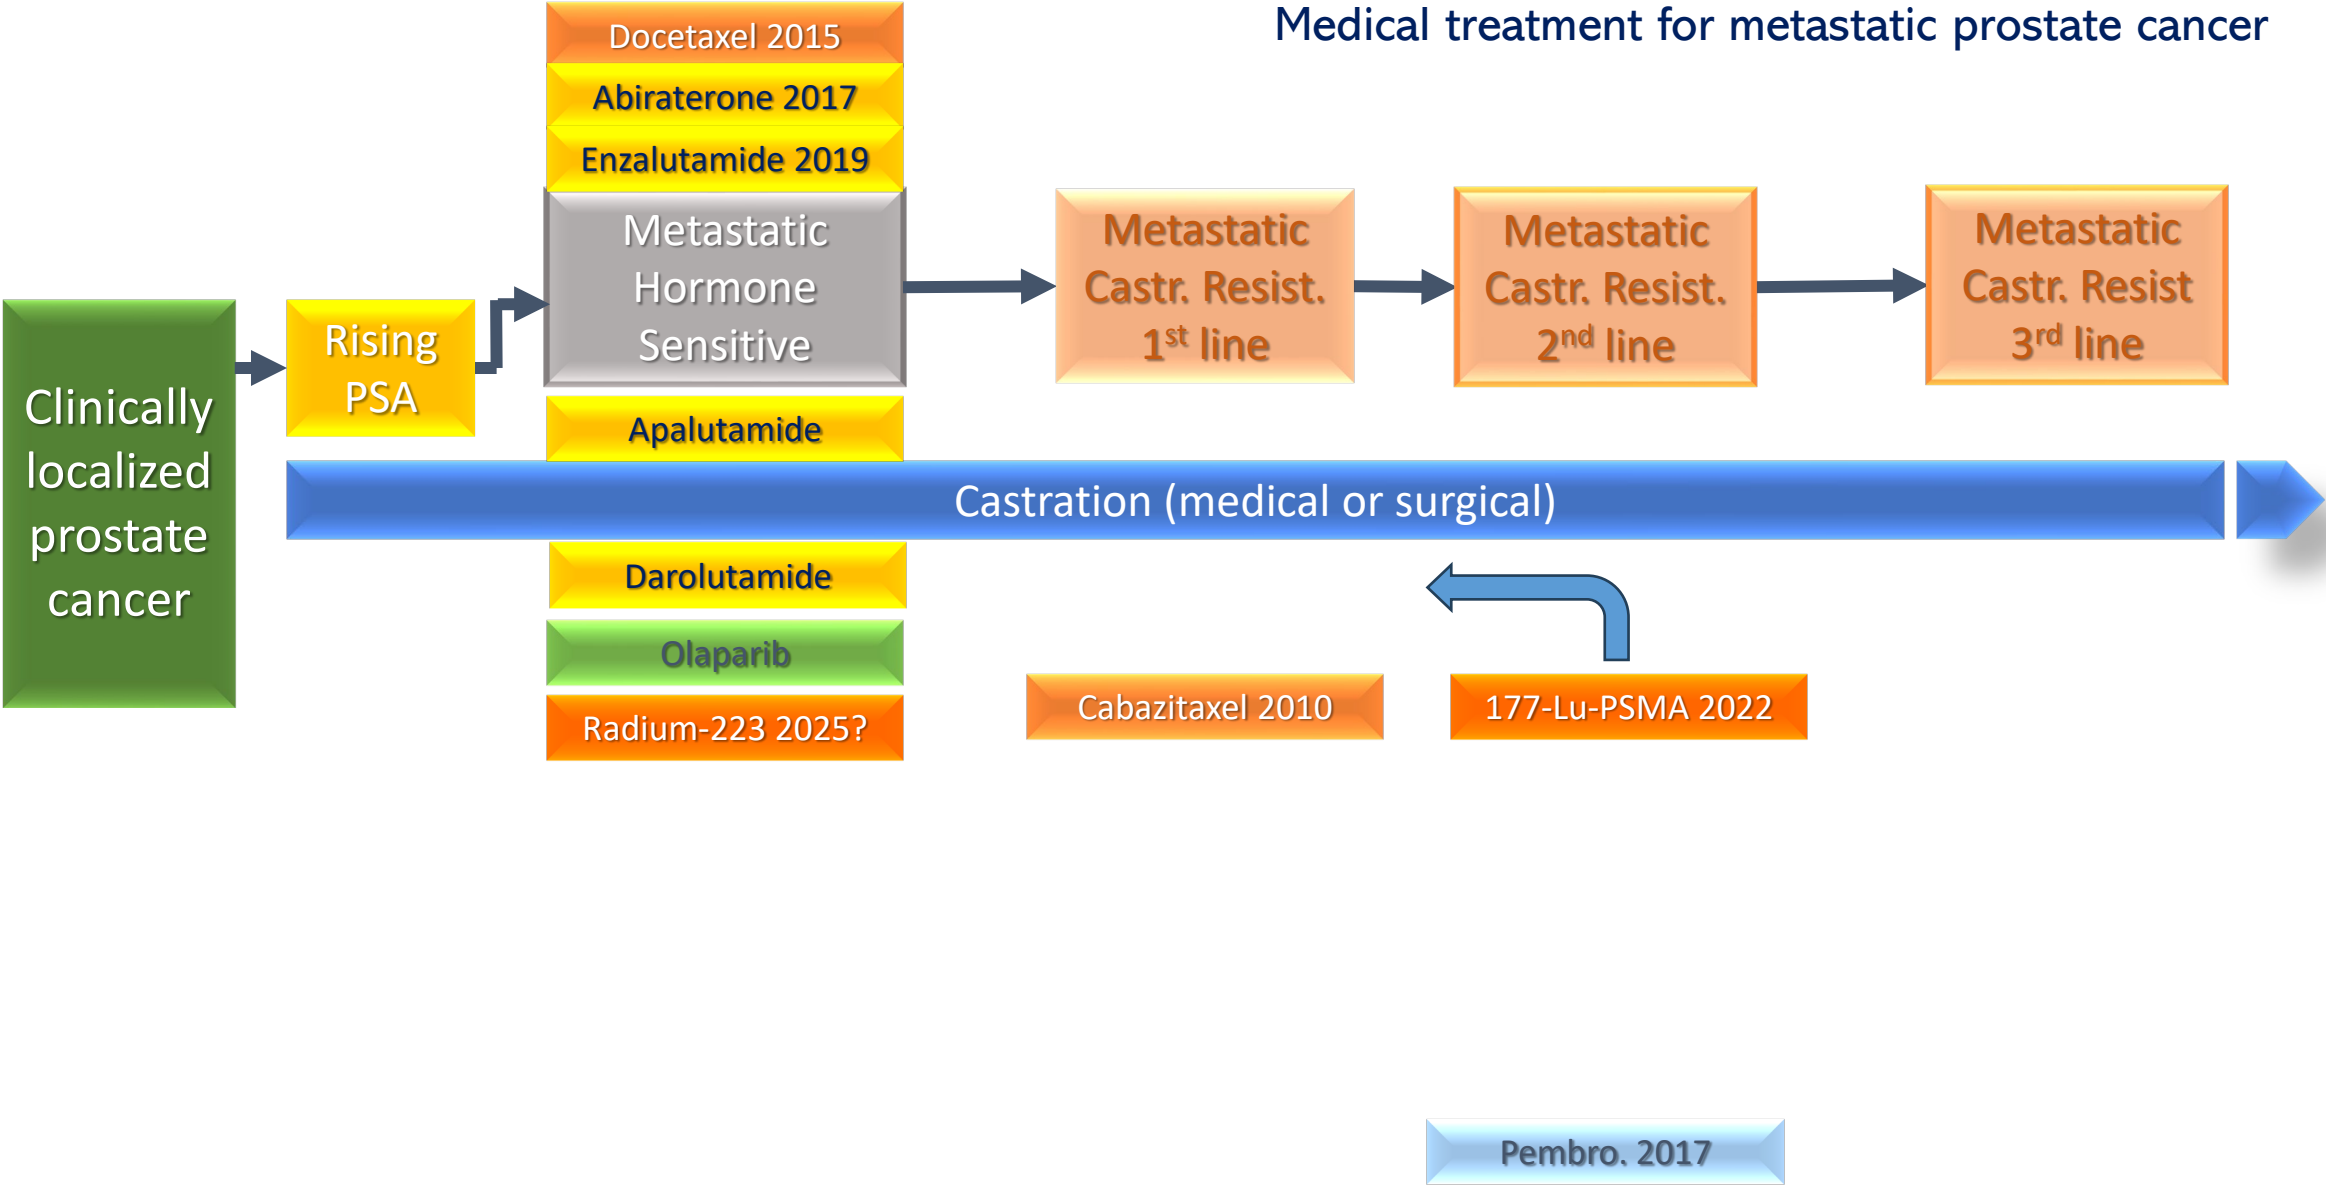 Medical treatment for metastatic prostate cancer
Docetaxel 2015
Abiraterone 2017
Enzalutamide 2019
Metastatic
Hormone
Sensitive
Metastatic
Castr. Resist.
1st line
Metastatic
Castr. Resist.
2nd line
Metastatic
Castr. Resist
3rd line
Rising
PSA
Clinically
localized
prostate
cancer
Apalutamide
Castration (medical or surgical)
Darolutamide
Olaparib
Radium-223 2025?
Cabazitaxel 2010
177-Lu-PSMA 2022
Pembro. 2017